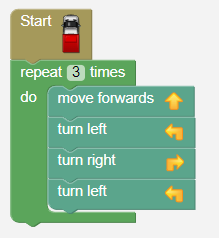 Start
repeat 3 times
do move forwards
turn left
turn right
turn left